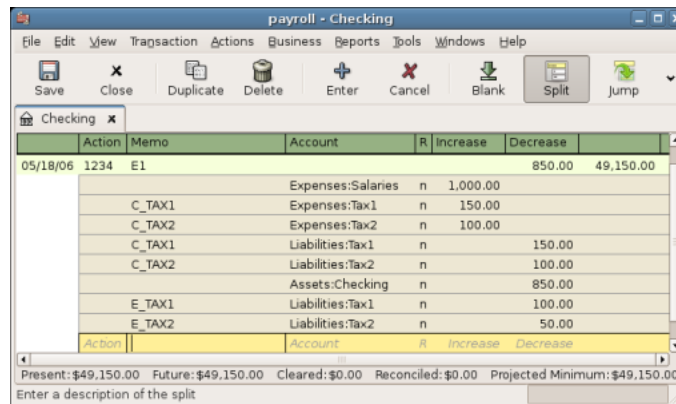 payroll - Checking
File Edit View Transaction Actions Business Reports Tools Windows Help
Save Close Duplicate Delete Enter Cancel Blank Split Jump
Checking
Action Memo Account R Increase Decrease
05/18/06 1234 E1 850.00 49,150.00
Expenses:Salaries n 1,000.00
C_TAX1 Expenses:Tax1 n 150.00
C_TAX2 Expenses:Tax2 n 100.00
C_TAX1 Liabilities:Tax1 n 150.00
C_TAX2 Liabilities:Tax2 n 100.00
Assets:Checking n 850.00
E_TAX1 Liabilities:Tax1 n 100.00
E_TAX2 Liabilities:Tax2 n 50.00
Action Account R Increase Decrease
Present:$49,150.00 Future:$49,150.00 Cleared:$0.00 Reconciled:$0.00 Projected Minimum:$49,150.00
Enter a description of the split